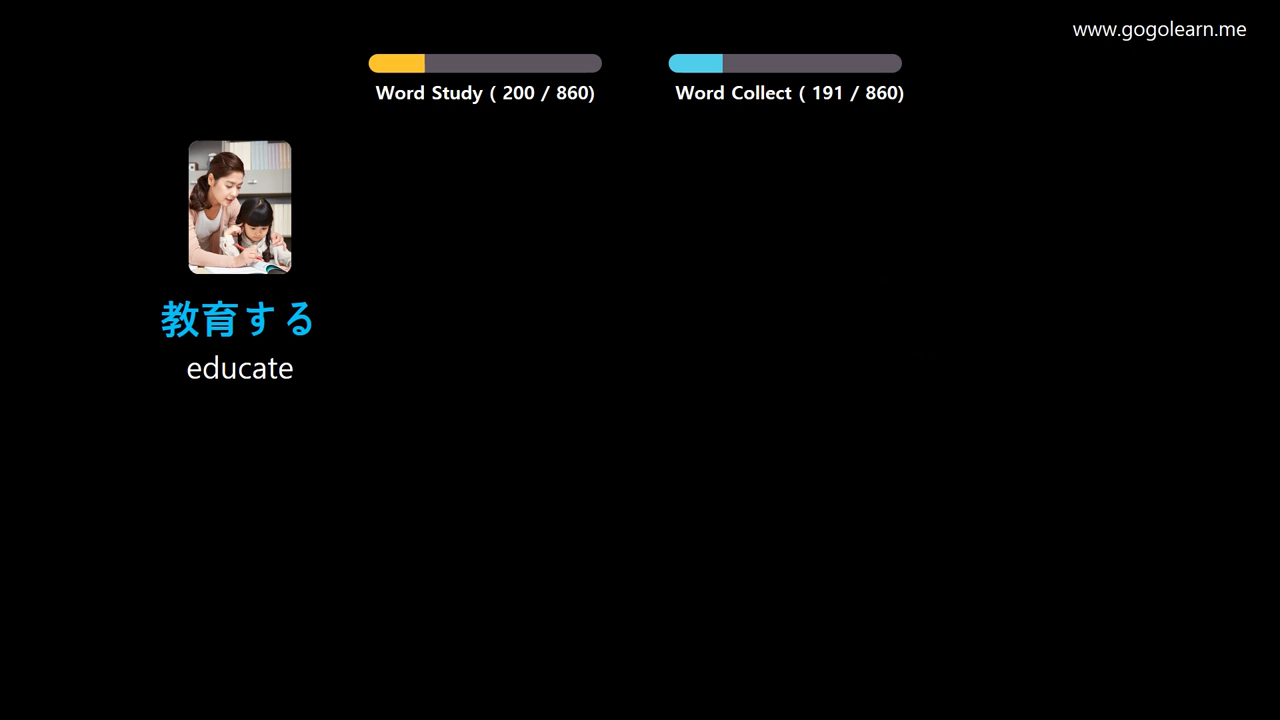 www.gogolearn.me
Word Study ( 200 / 860)
Word Collect ( 191 / 860)
教育する
educate